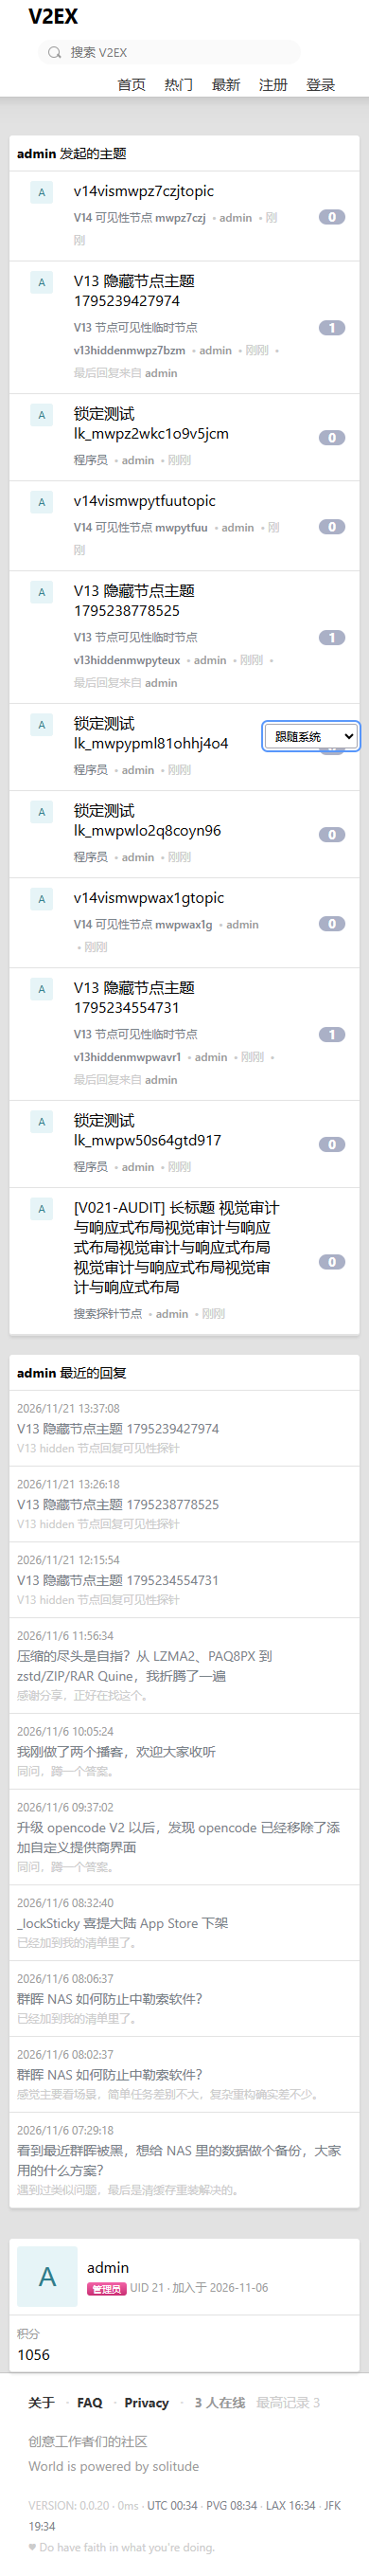 V2EX
搜索 V2EX
首页 热门 最新 注册 登录
admin 发起的主题
A
v14vismwpz7czjtopic
V14 可见性节点 mwpz7czj • admin • 刚
刚
0
A
V13 隐藏节点主题
1795239427974
V13 节点可见性临时节点
v13hiddenmwpz7bzm • admin • 刚刚 •
最后回复来自 admin
1
A
锁定测试
lk_mwpz2wkc1o9v5jcm
程序员 • admin • 刚刚
0
A
v14vismwpytfuutopic
V14 可见性节点 mwpytfuu • admin • 刚
刚
0
A
V13 隐藏节点主题
1795238778525
V13 节点可见性临时节点
v13hiddenmwpyteux • admin • 刚刚 •
最后回复来自 admin
1
A
锁定测试
lk_mwpypml81ohhj4o4
程序员 • admin • 刚刚
跟随系统
A
锁定测试
lk_mwpwlo2q8coyn96
程序员 • admin • 刚刚
0
A
v14vismwpwax1gtopic
V14 可见性节点 mwpwax1g • admin
• 刚刚
0
A
V13 隐藏节点主题
1795234554731
V13 节点可见性临时节点
v13hiddenmwpwavr1 • admin • 刚刚 •
最后回复来自 admin
1
A
锁定测试
lk_mwpw50s64gtd917
程序员 • admin • 刚刚
0
A
[V021-AUDIT] 长标题 视觉审计
与响应式布局视觉审计与响应
式布局视觉审计与响应式布局
视觉审计与响应式布局视觉审
计与响应式布局
搜索探针节点 • admin • 刚刚
0
admin 最近的回复
2026/11/21 13:37:08
V13 隐藏节点主题 1795239427974
V13 hidden 节点回复可见性探针
2026/11/21 13:26:18
V13 隐藏节点主题 1795238778525
V13 hidden 节点回复可见性探针
2026/11/21 12:15:54
V13 隐藏节点主题 1795234554731
V13 hidden 节点回复可见性探针
2026/11/6 11:56:34
压缩的尽头是自指？从 LZMA2、PAQ8PX 到
zstd/ZIP/RAR Quine，我折腾了一遍
感谢分享，正好在找这个。
2026/11/6 10:05:24
我刚做了两个播客，欢迎大家收听
同问，蹲一个答案。
2026/11/6 09:37:02
升级 opencode V2 以后，发现 opencode 已经移除了添
加自定义提供商界面
同问，蹲一个答案。
2026/11/6 08:32:40
_lockSticky 喜提大陆 App Store 下架
已经加到我的清单里了。
2026/11/6 08:06:37
群晖 NAS 如何防止中勒索软件?
已经加到我的清单里了。
2026/11/6 08:02:37
群晖 NAS 如何防止中勒索软件?
感觉主要看场景，简单任务差别不大，复杂重构确实差不少。
2026/11/6 07:29:18
看到最近群晖被黑，想给 NAS 里的数据做个备份，大家
用的什么方案？
遇到过类似问题，最后是清缓存重装解决的。
A
admin
管理员 UID 21 · 加入于 2026-11-06
积分
1056
关于 • FAQ • Privacy • 3 人在线 最高记录 3
创意工作者们的社区
World is powered by solitude
VERSION: 0.0.20 · 0ms · UTC 00:34 · PVG 08:34 · LAX 16:34 · JFK
19:34
♥ Do have faith in what you're doing.